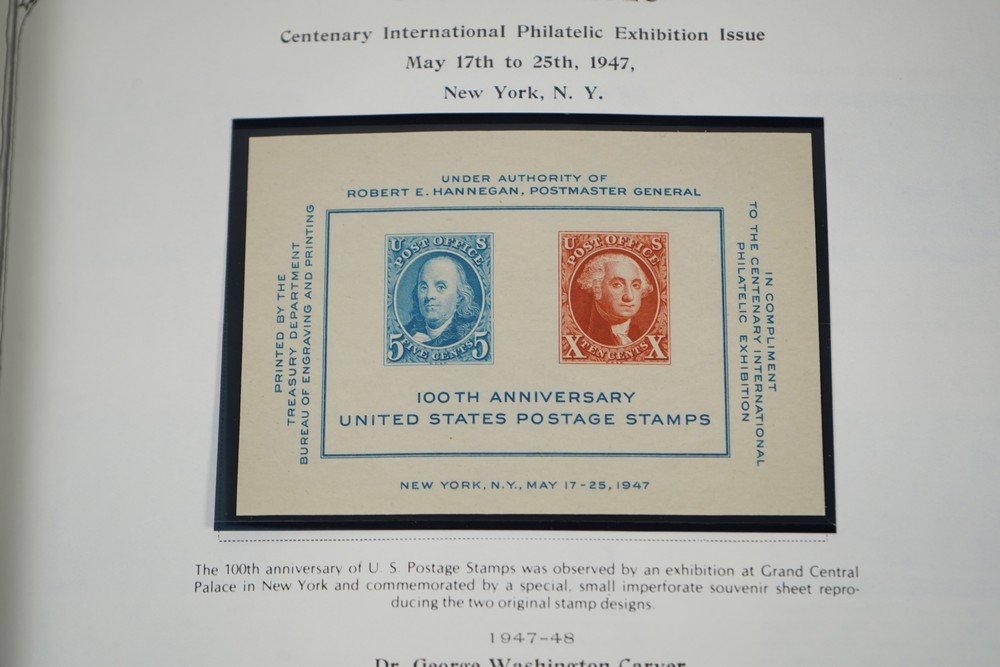 Centenary International Philatelic Exhibition Issue
May 17th to 25th, 1947,
New York, N. Y.
UNDER AUTHORITY OF
ROBERT E. HANNEGAN, POSTMASTER GENERAL
PRINTED BY THE
TREASURY DEPARTMENT
BUREAU OF ENGRAVING AND PRINTING
U S
POST OFFICE
5 5
FIVE CENTS
U S
POST OFFICE
X X
TEN CENTS
IN COMPLIMENT
TO THE CENTENARY INTERNATIONAL
PHILATELIC EXHIBITION
100TH ANNIVERSARY
UNITED STATES POSTAGE STAMPS
NEW YORK, N.Y., MAY 17-25, 1947
The 100th anniversary of U. S. Postage Stamps was observed by an exhibition at Grand Central
Palace in New York and commemorated by a special, small imperforate souvenir sheet repro-
ducing the two original stamp designs.
1947-48
Dr. George Washington Carver